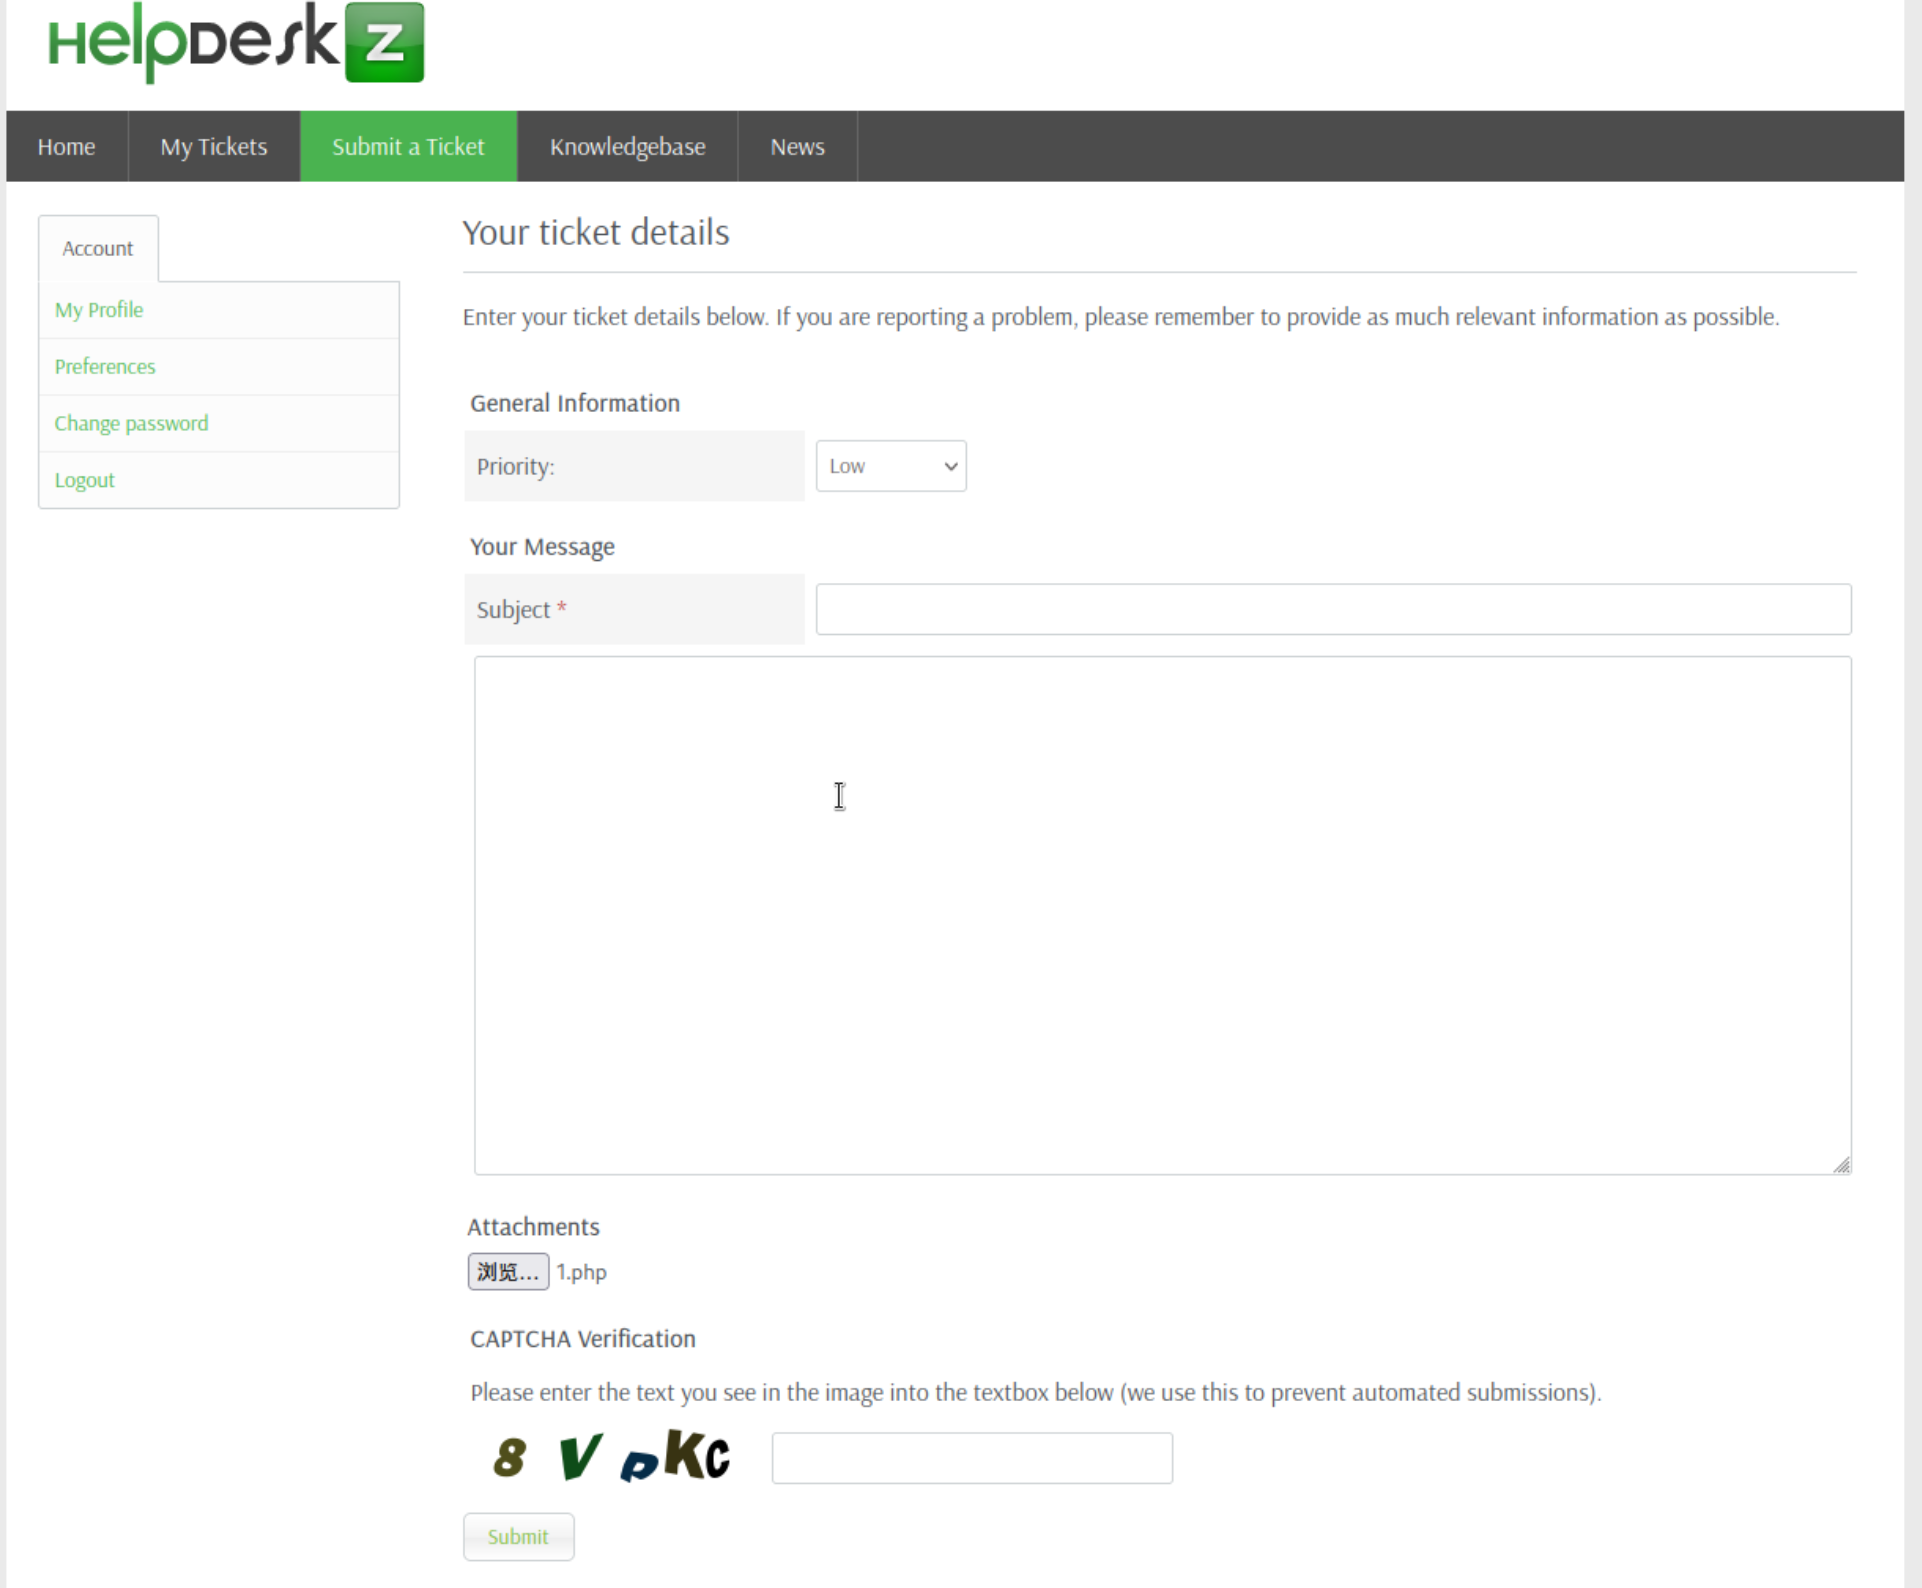 HelpDesk Z
Home My Tickets Submit a Ticket Knowledgebase News
Account
My Profile
Preferences
Change password
Logout
Your ticket details
Enter your ticket details below. If you are reporting a problem, please remember to provide as much relevant information as possible.
General Information
Priority: Low
Your Message
Subject *
Attachments
浏览... 1.php
CAPTCHA Verification
Please enter the text you see in the image into the textbox below (we use this to prevent automated submissions).
8 V p K C
Submit